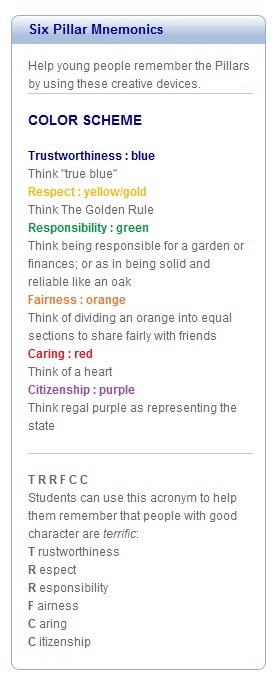 Six Pillar Mnemonics
Help young people remember the Pillars
by using these creative devices.
COLOR SCHEME
Trustworthiness : blue
Think "true blue"
Respect : yellow/gold
Think The Golden Rule
Responsibility : green
Think being responsible for a garden or
finances; or as in being solid and
reliable like an oak
Fairness : orange
Think of dividing an orange into equal
sections to share fairly with friends
Caring : red
Think of a heart
Citizenship : purple
Think regal purple as representing the
state
T R R F C C
Students can use this acronym to help
them remember that people with good
character are terrific:
T rustworthiness
R espect
R esponsibility
F airness
C aring
C itizenship